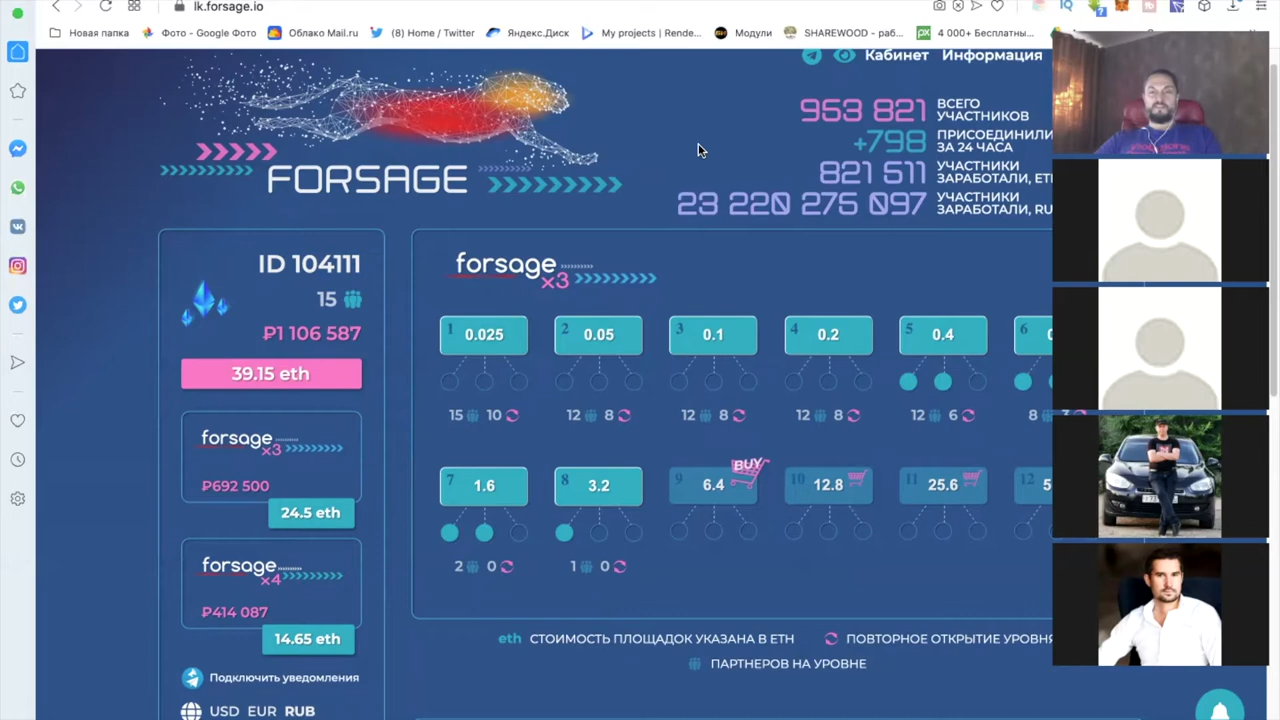 lk.forsage.io
Новая папка Фото - Google Фото Облако Mail.ru (8) Home / Twitter Яндекс.Диск My projects | Rende... Модули SHAREWOOD - раб... 4 000+ Бесплатны...
Кабинет Информация
953 821 ВСЕГО УЧАСТНИКОВ
+798 ПРИСОЕДИНИЛИ ЗА 24 ЧАСА
821 511 УЧАСТНИКИ ЗАРАБОТАЛИ, ET
23 220 275 097 УЧАСТНИКИ ЗАРАБОТАЛИ, RU
FORSAGE
ID 104111
15
₽1 106 587
39.15 eth
forsage x3
₽692 500
24.5 eth
forsage x4
₽414 087
14.65 eth
Подключить уведомления
USD EUR RUB
forsage x3
1 0.025 2 0.05 3 0.1 4 0.2 5 0.4 6 0
15 10 12 8 12 8 12 8 12 6 8 3
7 1.6 8 3.2 9 6.4 BUY 10 12.8 11 25.6 12 5
2 0 1 0
eth СТОИМОСТЬ ПЛОЩАДОК УКАЗАНА В ETH ПОВТОРНОЕ ОТКРЫТИЕ УРОВНЯ
ПАРТНЕРОВ НА УРОВНЕ